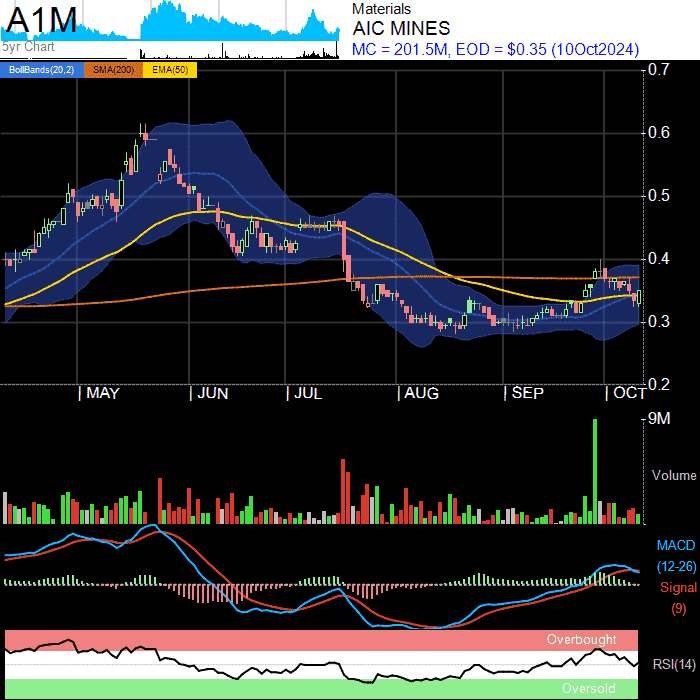 A1M
5yr Chart
Materials
AIC MINES
MC = 201.5M, EOD = $0.35 (10Oct2024)
BollBands(20,2) SMA(200) EMA(50)
0.7
0.6
0.5
0.4
0.3
0.2
MAY JUN JUL AUG SEP OCT
9M
Volume
MACD
(12-26)
Signal
(9)
Overbought
RSI(14)
Oversold